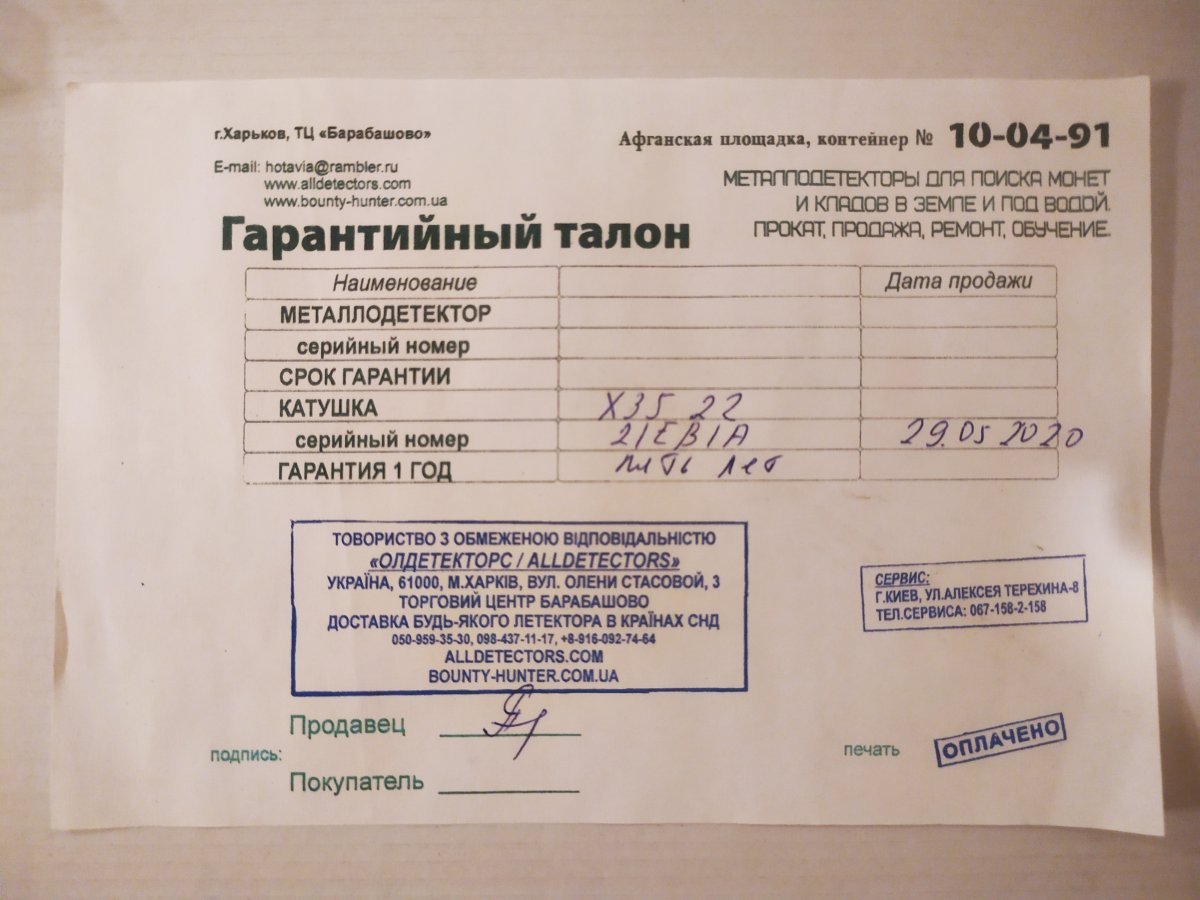 г.Харьков, ТЦ «Барабашово»
Афганская площадка, контейнер № 10-04-91
E-mail: hotavia@rambler.ru
www.alldetectors.com
www.bounty-hunter.com.ua
МЕТАЛЛОДЕТЕКТОРЫ ДЛЯ ПОИСКА МОНЕТ
И КЛАДОВ В ЗЕМЛЕ И ПОД ВОДОЙ.
ПРОКАТ, ПРОДАЖА, РЕМОНТ, ОБУЧЕНИЕ.
Гарантийный талон
Наименование Дата продажи
МЕТАЛЛОДЕТЕКТОР
серийный номер
СРОК ГАРАНТИИ
КАТУШКА X35 22
серийный номер 21EB1A 29.05 2020
ГАРАНТИЯ 1 ГОД пять лет
ТОВОРИСТВО З ОБМЕЖЕНОЮ ВІДПОВІДАЛЬНІСТЮ
«ОЛДЕТЕКТОРС / ALLDETECTORS»
УКРАЇНА, 61000, М.ХАРКІВ, ВУЛ. ОЛЕНИ СТАСОВОЙ, 3
ТОРГОВИЙ ЦЕНТР БАРАБАШОВО
ДОСТАВКА БУДЬ-ЯКОГО ЛЕТЕКТОРА В КРАЇНАХ СНД
050-959-35-30, 098-437-11-17, +8-916-092-74-64
ALLDETECTORS.COM
BOUNTY-HUNTER.COM.UA
СЕРВИС:
Г.КИЕВ, УЛ.АЛЕКСЕЯ ТЕРЕХИНА-8
ТЕЛ.СЕРВИСА: 067-158-2-158
Продавец
подпись:
Покупатель
печать
ОПЛАЧЕНО